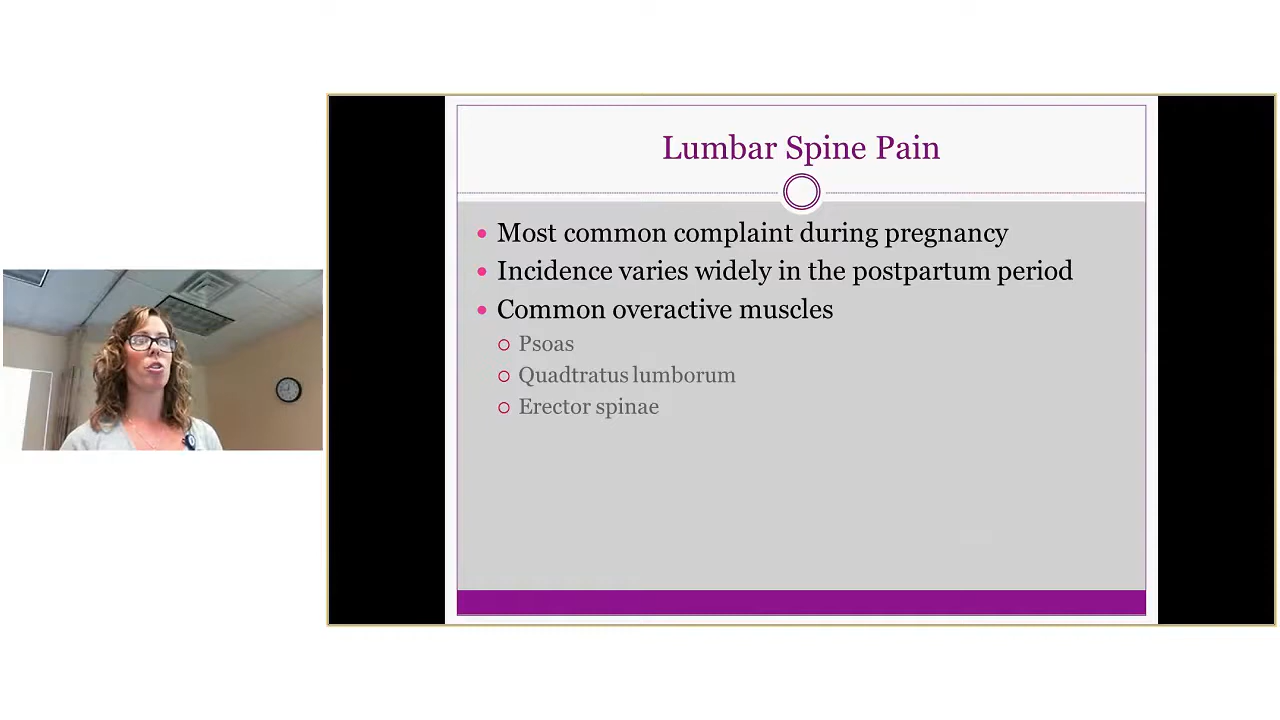 Lumbar Spine Pain
Most common complaint during pregnancy
Incidence varies widely in the postpartum period
Common overactive muscles
Psoas
Quadtratus lumborum
Erector spinae